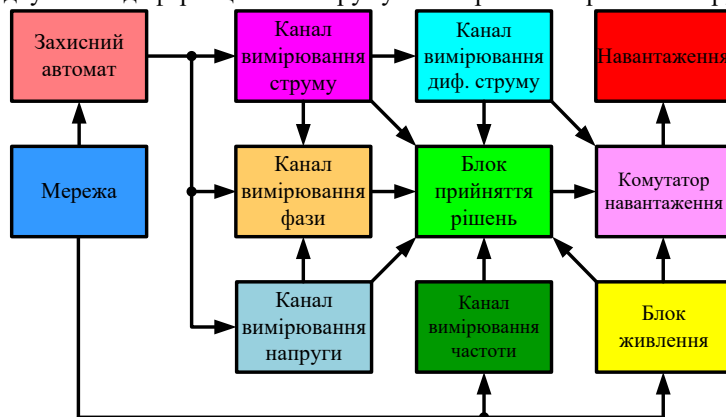 Захисний
автомат
Канал
вимірювання
струму
Канал
вимірювання
диф. струму
Навантаження
Мережа
Канал
вимірювання
фази
Блок
прийняття
рішень
Комутатор
навантаження
Канал
вимірювання
напруги
Канал
вимірювання
частоти
Блок
живлення